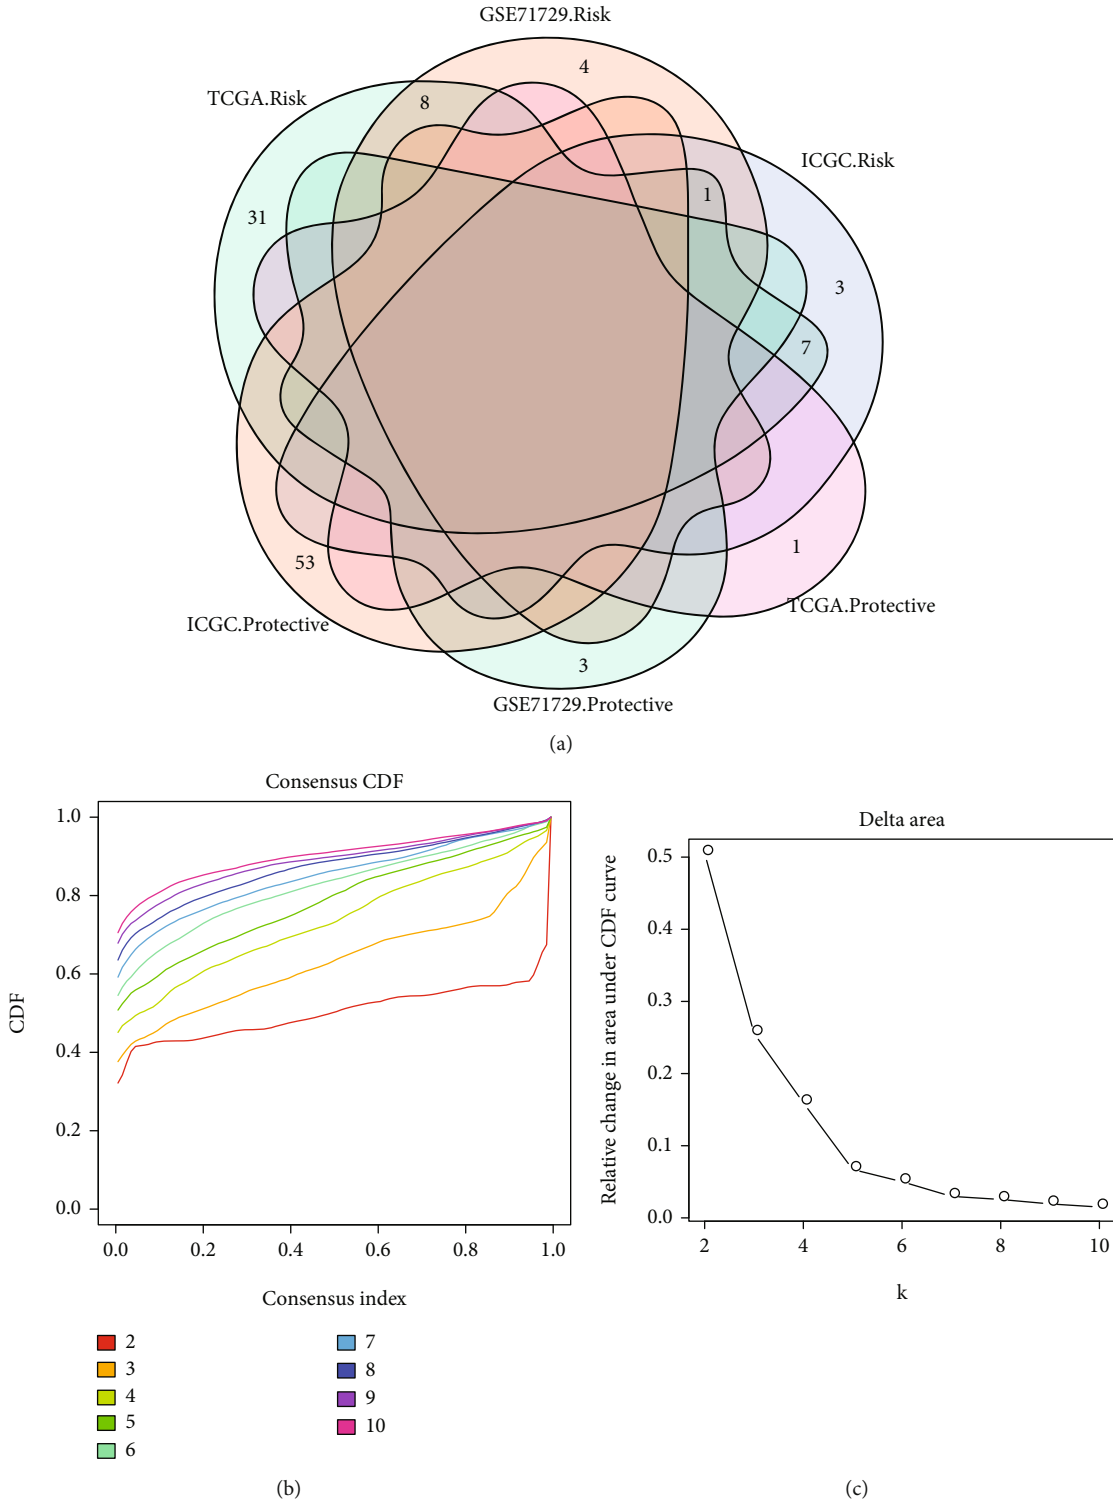 GSE71729.Risk
4
TCGA.Risk
8
ICGC.Risk
1
31
3
7
1
53
TCGA.Protective
ICGC.Protective
3
GSE71729.Protective
(a)
Consensus CDF
1.0
0.8
0.6
0.4
0.2
0.0
CDF
0.0 0.2 0.4 0.6 0.8 1.0
Consensus index
2
3
4
5
6
7
8
9
10
(b)
Delta area
Relative change in area under CDF curve
0.5
0.4
0.3
0.2
0.1
0.0
2 4 6 8 10
k
(c)